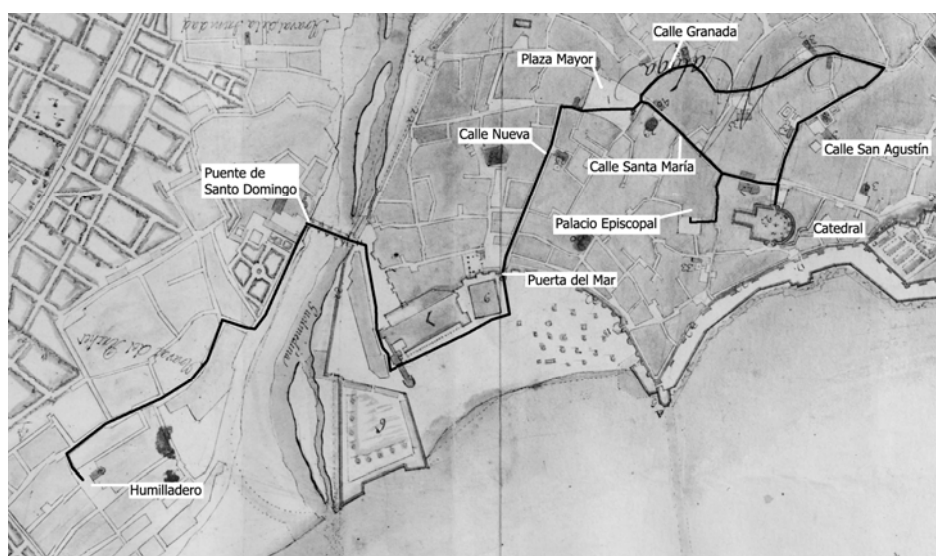 Calle Granada
Plaza Mayor
Calle Nueva
Calle Santa María
Calle San Agustín
Puente de
Santo Domingo
Palacio Episcopal
Catedral
Puerta del Mar
Guadalmedina
Humilladero